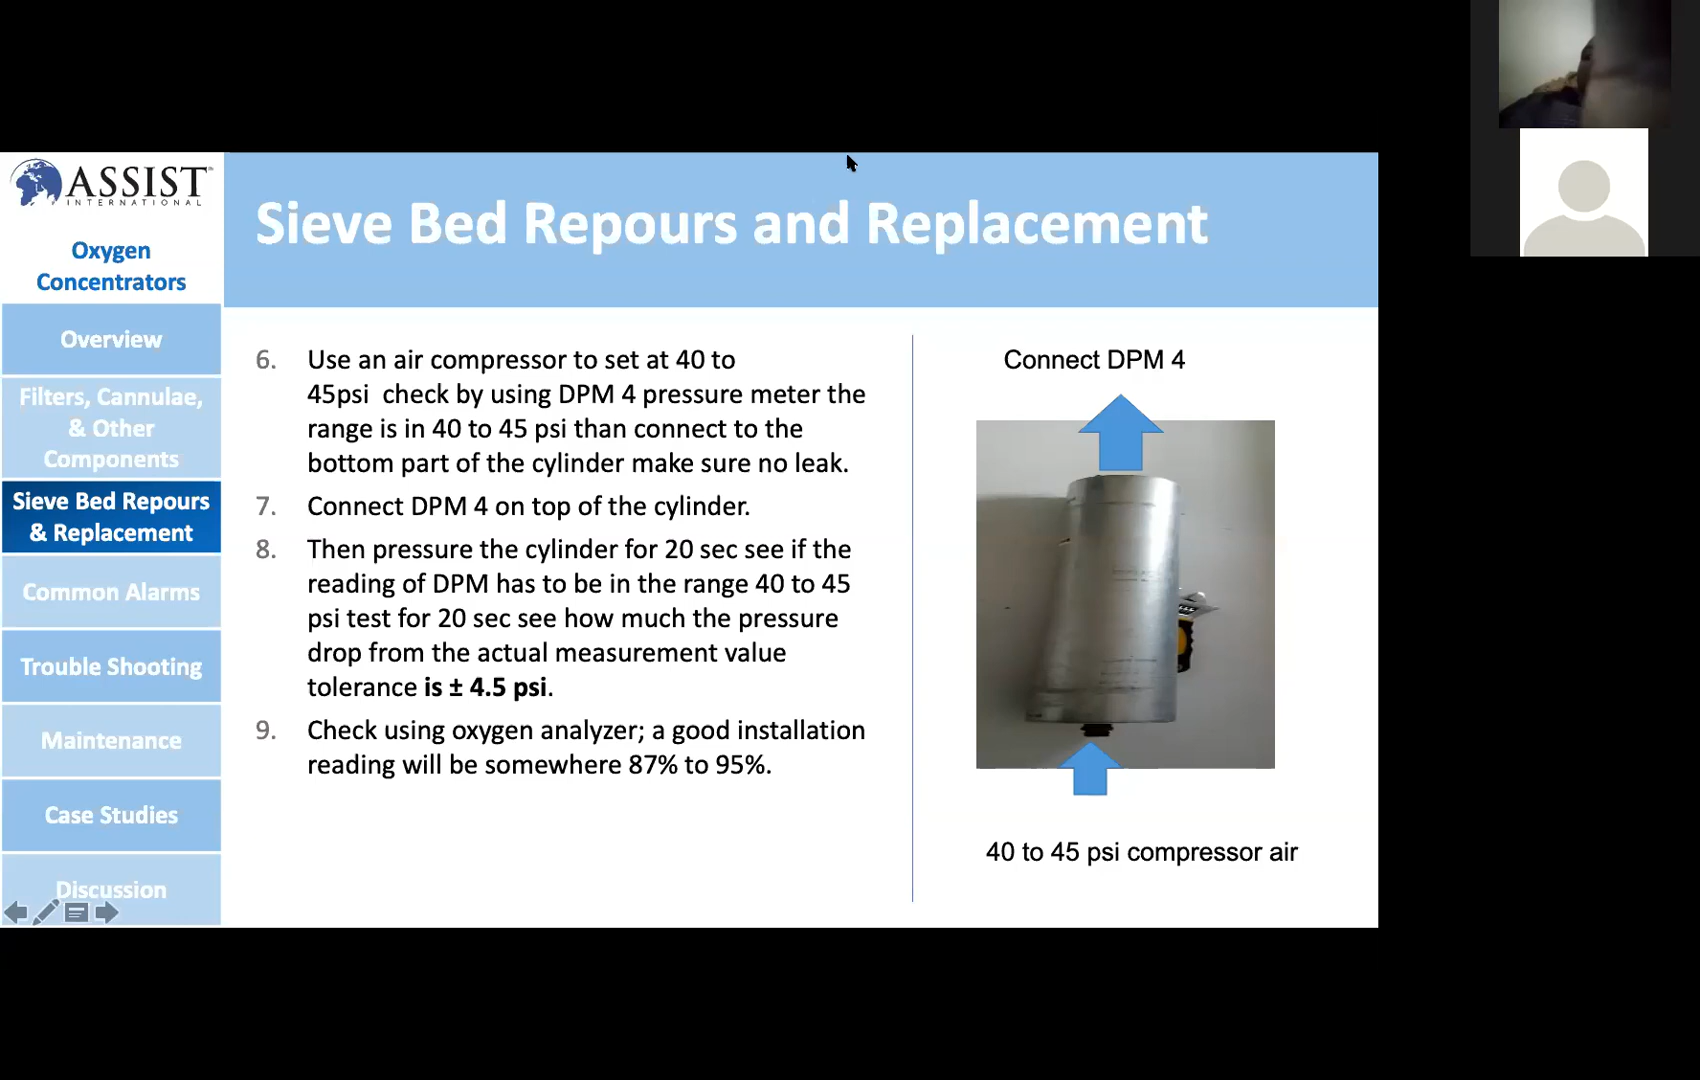 ASSIST
INTERNATIONAL
Oxygen
Concentrators
Overview
Filters, Cannulae,
& Other
Components
Sieve Bed Repours
& Replacement
Common Alarms
Trouble Shooting
Maintenance
Case Studies
Discussion
Sieve Bed Repours and Replacement
6. Use an air compressor to set at 40 to
45psi  check by using DPM 4 pressure meter the
range is in 40 to 45 psi than connect to the
bottom part of the cylinder make sure no leak.
7. Connect DPM 4 on top of the cylinder.
8. Then pressure the cylinder for 20 sec see if the
reading of DPM has to be in the range 40 to 45
psi test for 20 sec see how much the pressure
drop from the actual measurement value
tolerance is ± 4.5 psi.
9. Check using oxygen analyzer; a good installation
reading will be somewhere 87% to 95%.
Connect DPM 4
40 to 45 psi compressor air